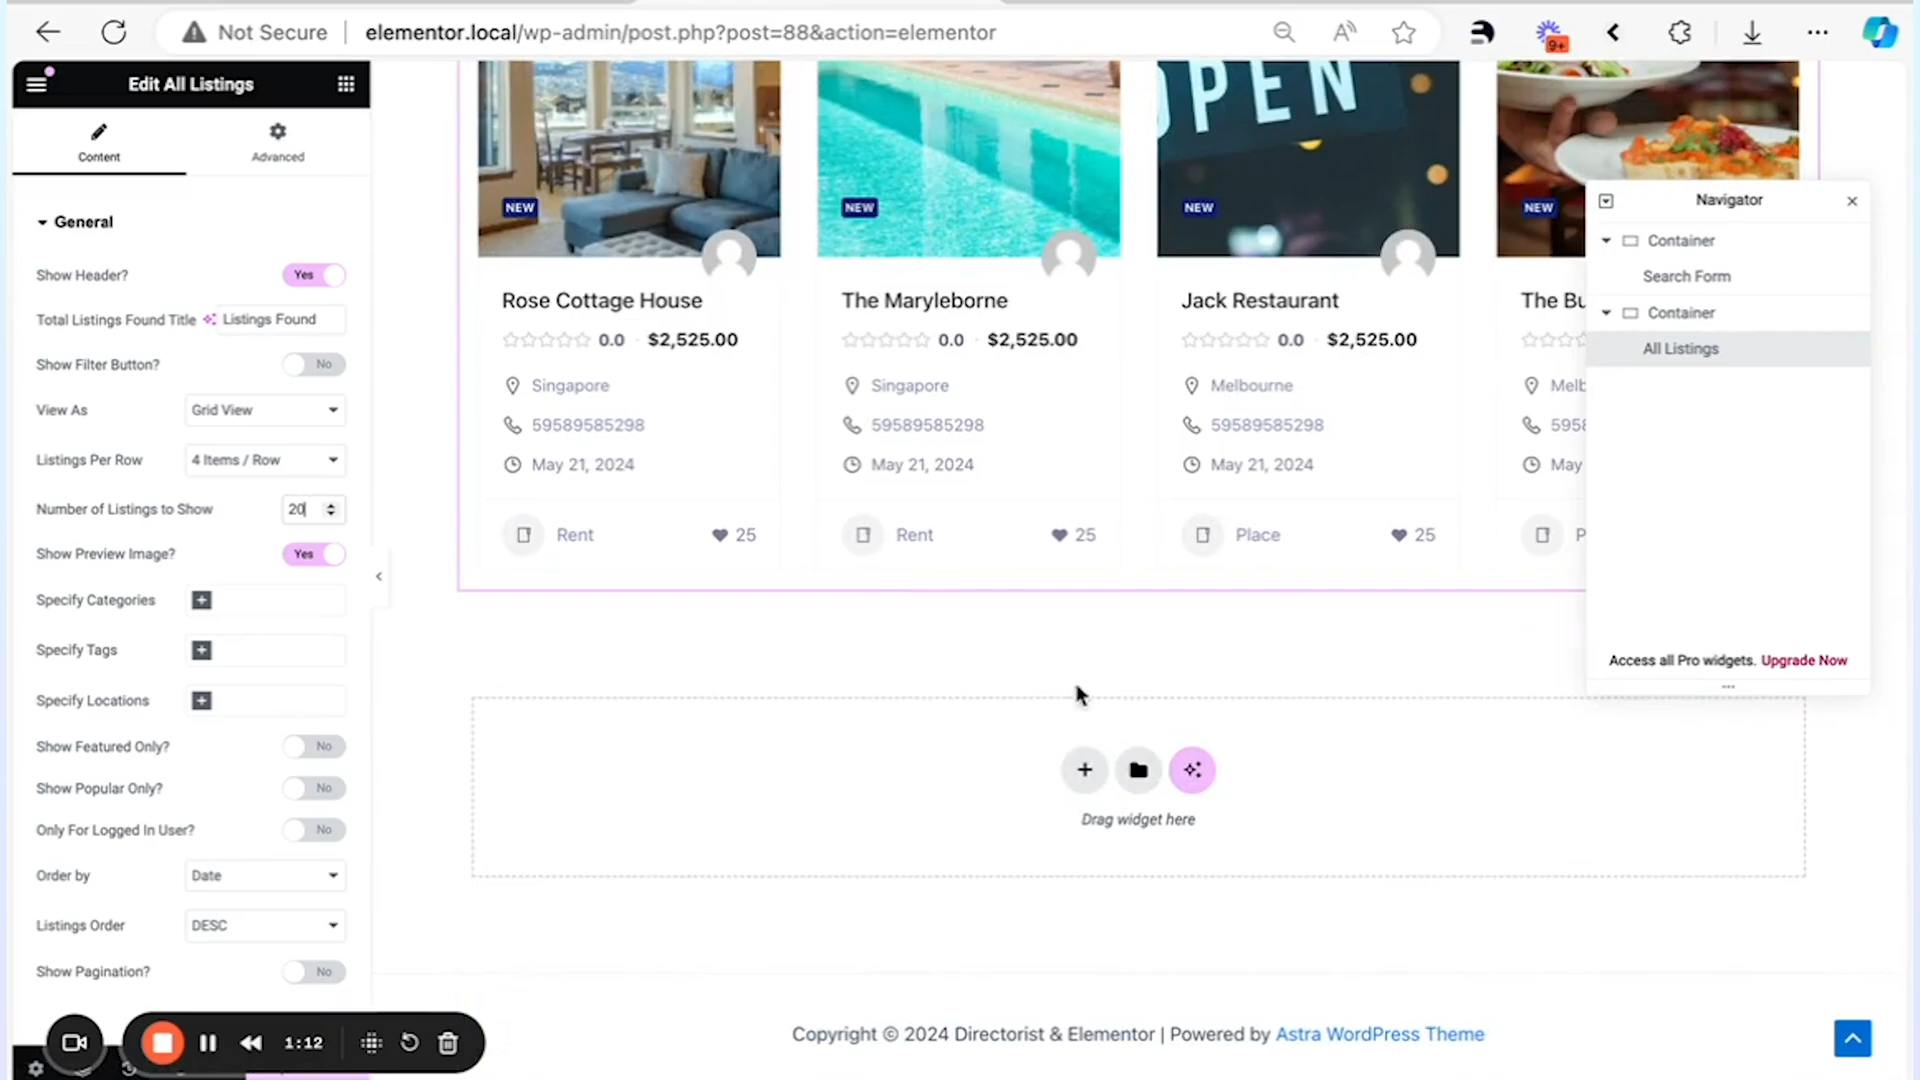 Not Secure
elementor.local/wp-admin/post.php?post=88&action=elementor
9+
Edit All Listings
Content
Advanced
General
Show Header?
Yes
Total Listings Found Title
Listings Found
Show Filter Button?
No
View As
Grid View
Listings Per Row
4 Items / Row
Number of Listings to Show
20
Show Preview Image?
Yes
Specify Categories
Specify Tags
Specify Locations
Show Featured Only?
No
Show Popular Only?
No
Only For Logged In User?
No
Order by
Date
Listings Order
DESC
Show Pagination?
No
1:12
NEW
Rose Cottage House
0.0 · $2,525.00
Singapore
59589585298
May 21, 2024
Rent
25
NEW
The Maryleborne
0.0 · $2,525.00
Singapore
59589585298
May 21, 2024
Rent
25
OPEN
NEW
Jack Restaurant
0.0 · $2,525.00
Melbourne
59589585298
May 21, 2024
Place
25
NEW
The Bu
Melb
595
May
P
Navigator
Container
Search Form
Container
All Listings
Access all Pro widgets. Upgrade Now
Drag widget here
Copyright © 2024 Directorist & Elementor | Powered by Astra WordPress Theme